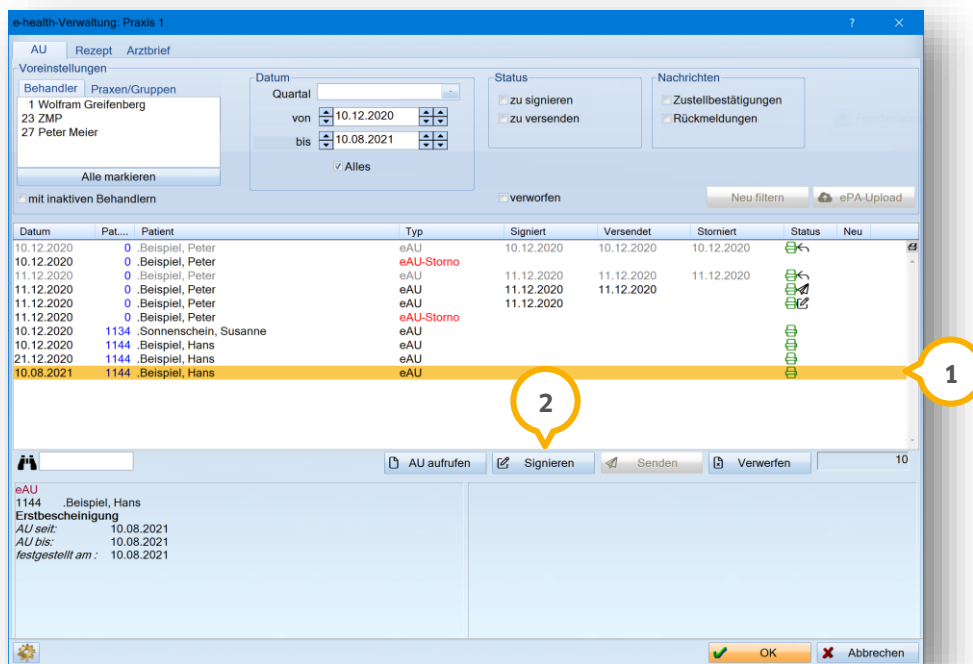 e-health-Verwaltung: Praxis 1 ?
AU Rezept Arztbrief
Voreinstellungen
Behandler Praxen/Gruppen
1 Wolfram Greifenberg
23 ZMP
27 Peter Meier
Alle markieren
mit inaktiven Behandlern
Datum
Quartal
von 10.12.2020
bis 10.08.2021
Alles
Status
zu signieren
zu versenden
verworfen
Nachrichten
Zustellbestätigungen
Rückmeldungen
Neu filtern ePA-Upload
Datum Pat.... Patient Typ Signiert Versendet Storniert Status Neu
10.12.2020 0 .Beispiel, Peter eAU 10.12.2020 10.12.2020 10.12.2020
10.12.2020 0 .Beispiel, Peter eAU-Storno
11.12.2020 0 .Beispiel, Peter eAU 11.12.2020 11.12.2020 11.12.2020
11.12.2020 0 .Beispiel, Peter eAU 11.12.2020 11.12.2020
11.12.2020 0 .Beispiel, Peter eAU 11.12.2020
11.12.2020 0 .Beispiel, Peter eAU-Storno
10.12.2020 1134 .Sonnenschein, Susanne eAU
10.12.2020 1144 .Beispiel, Hans eAU
21.12.2020 1144 .Beispiel, Hans eAU
10.08.2021 1144 .Beispiel, Hans eAU
1
2
AU aufrufen Signieren Senden Verwerfen 10
eAU
1144 .Beispiel, Hans
Erstbescheinigung
AU seit: 10.08.2021
AU bis: 10.08.2021
festgestellt am : 10.08.2021
OK Abbrechen